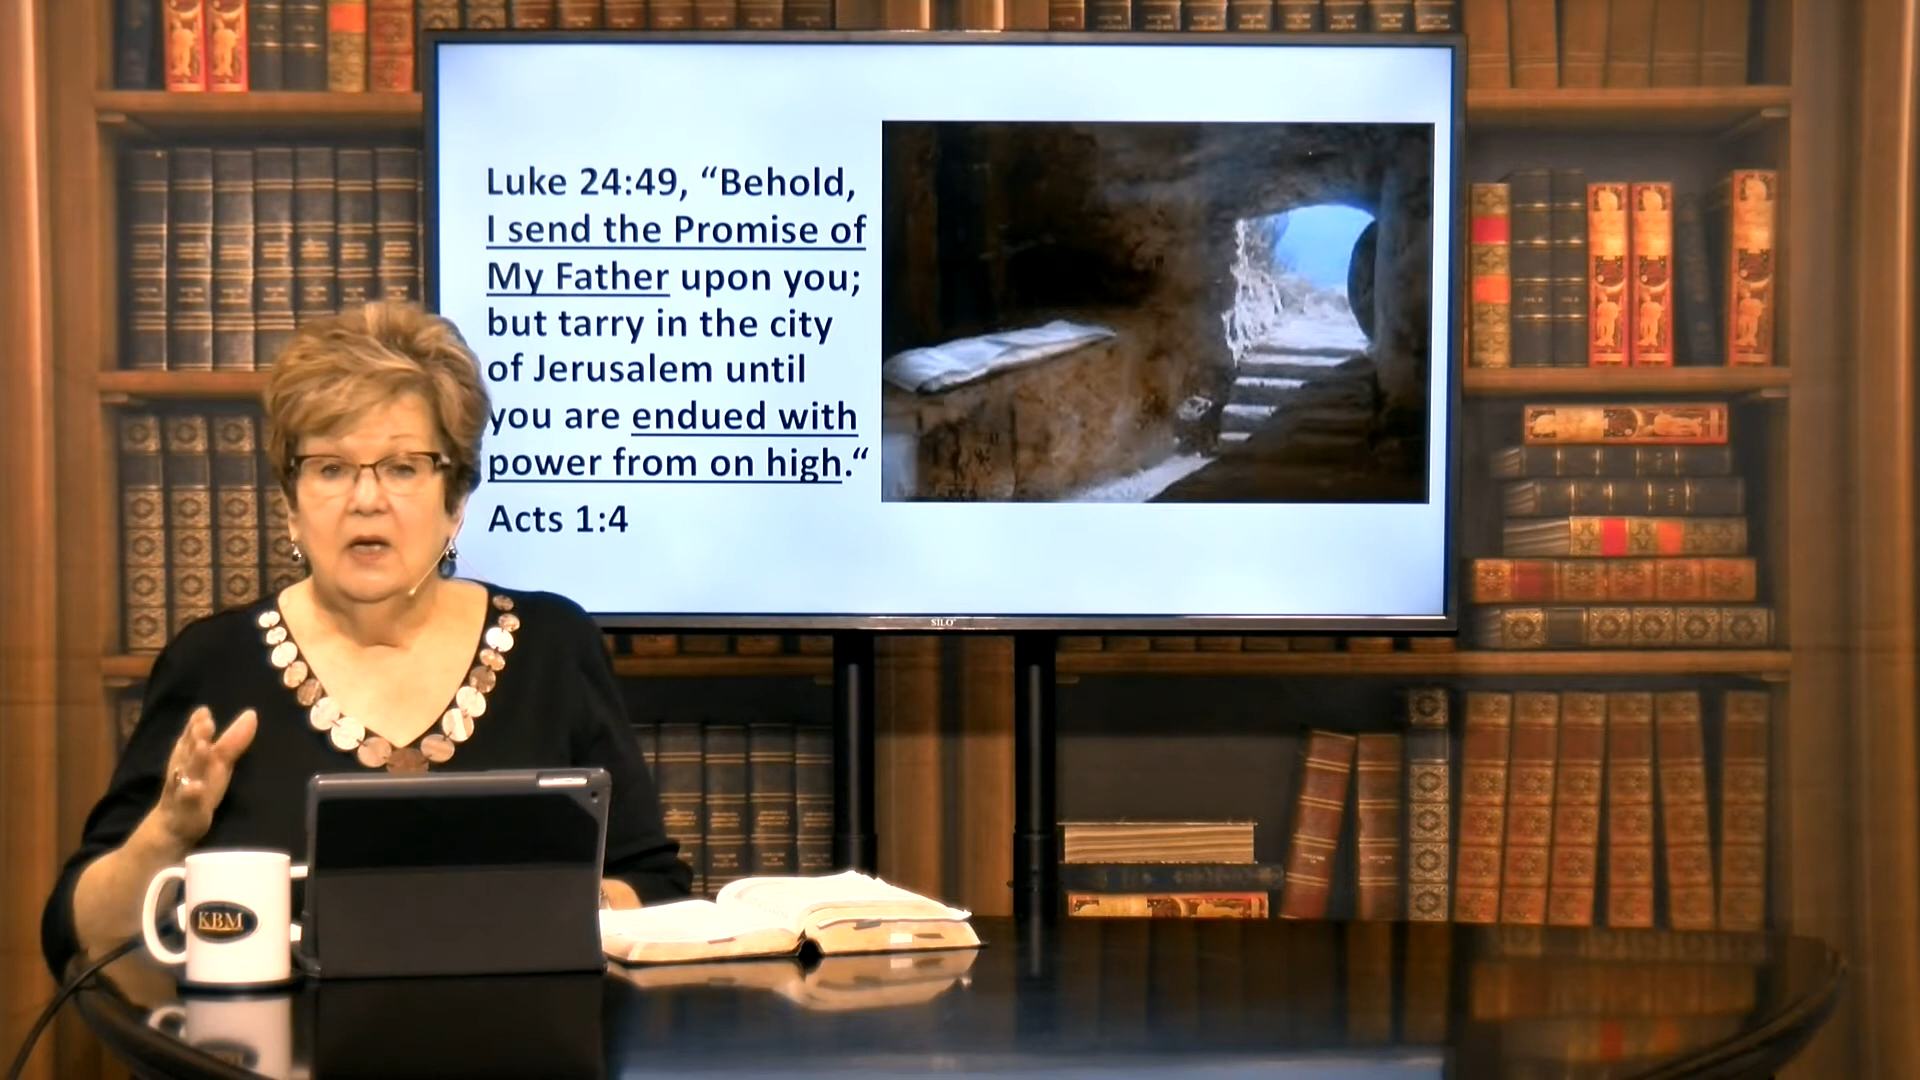 Luke 24:49, “Behold,
I send the Promise of
My Father upon you;
but tarry in the city
of Jerusalem until
you are endued with
power from on high.“
Acts 1:4
SILO
KBM